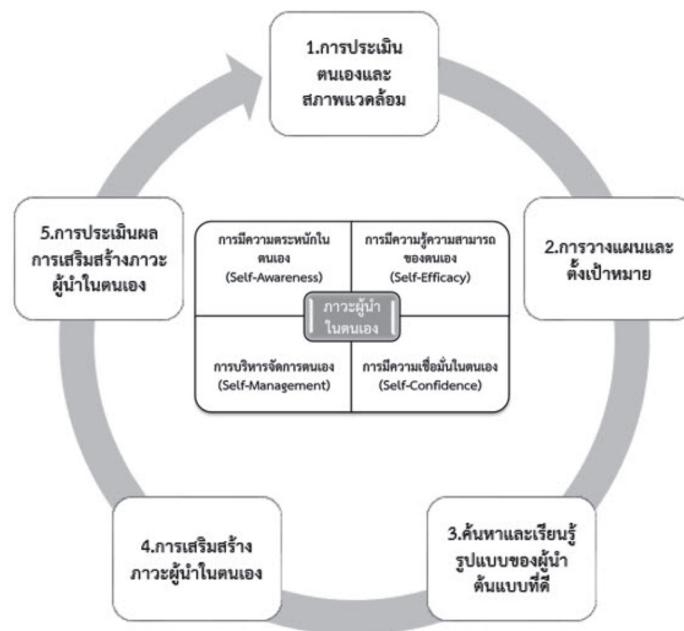 1.การประเมิน
ตนเองและ
สภาพแวดล้อม
2.การวางแผนและ
ตั้งเป้าหมาย
3.ค้นหาและเรียนรู้
รูปแบบของผู้นำ
ต้นแบบที่ดี
4.การเสริมสร้าง
ภาวะผู้นำในตนเอง
5.การประเมินผล
การเสริมสร้างภาวะ
ผู้นำในตนเอง
การมีความตระหนักใน
ตนเอง
(Self-Awareness)
การมีความรู้ความสามารถ
ของตนเอง
(Self-Efficacy)
ภาวะผู้นำ
ในตนเอง
การบริหารจัดการตนเอง
(Self-Management)
การมีความเชื่อมั่นในตนเอง
(Self-Confidence)